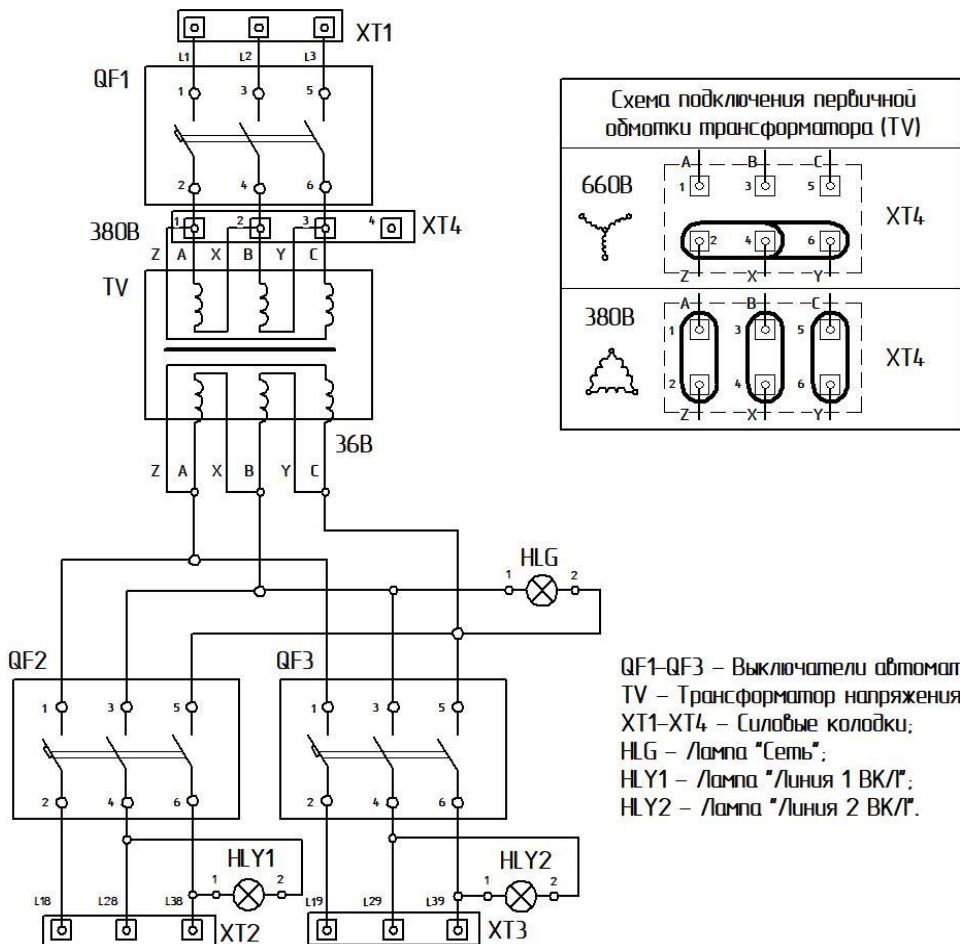 XT1
L1 L2 L3
QF1
1 3 5
2 4 6
380В 1 2 3 4 XT4
Z A X B Y C
TV
36В
Z A X B Y C
HLG
1 2
QF2 QF3
1 3 5 1 3 5
2 4 6 2 4 6
HLY1 HLY2
1 2 1 2
L18 L28 L38 L19 L29 L39
XT2 XT3
Схема подключения первичной
обмотки трансформатора (TV)
660В
A B C
1 3 5
XT4
2 4 6
Z X Y
380В
A B C
1 3 5
XT4
2 4 6
Z X Y
QF1-QF3 - Выключатели автомат
TV - Трансформатор напряжения
XT1-XT4 - Силовые колодки;
HLG - Лампа "Сеть";
HLY1 - Лампа "Линия 1 ВКЛ";
HLY2 - Лампа "Линия 2 ВКЛ".